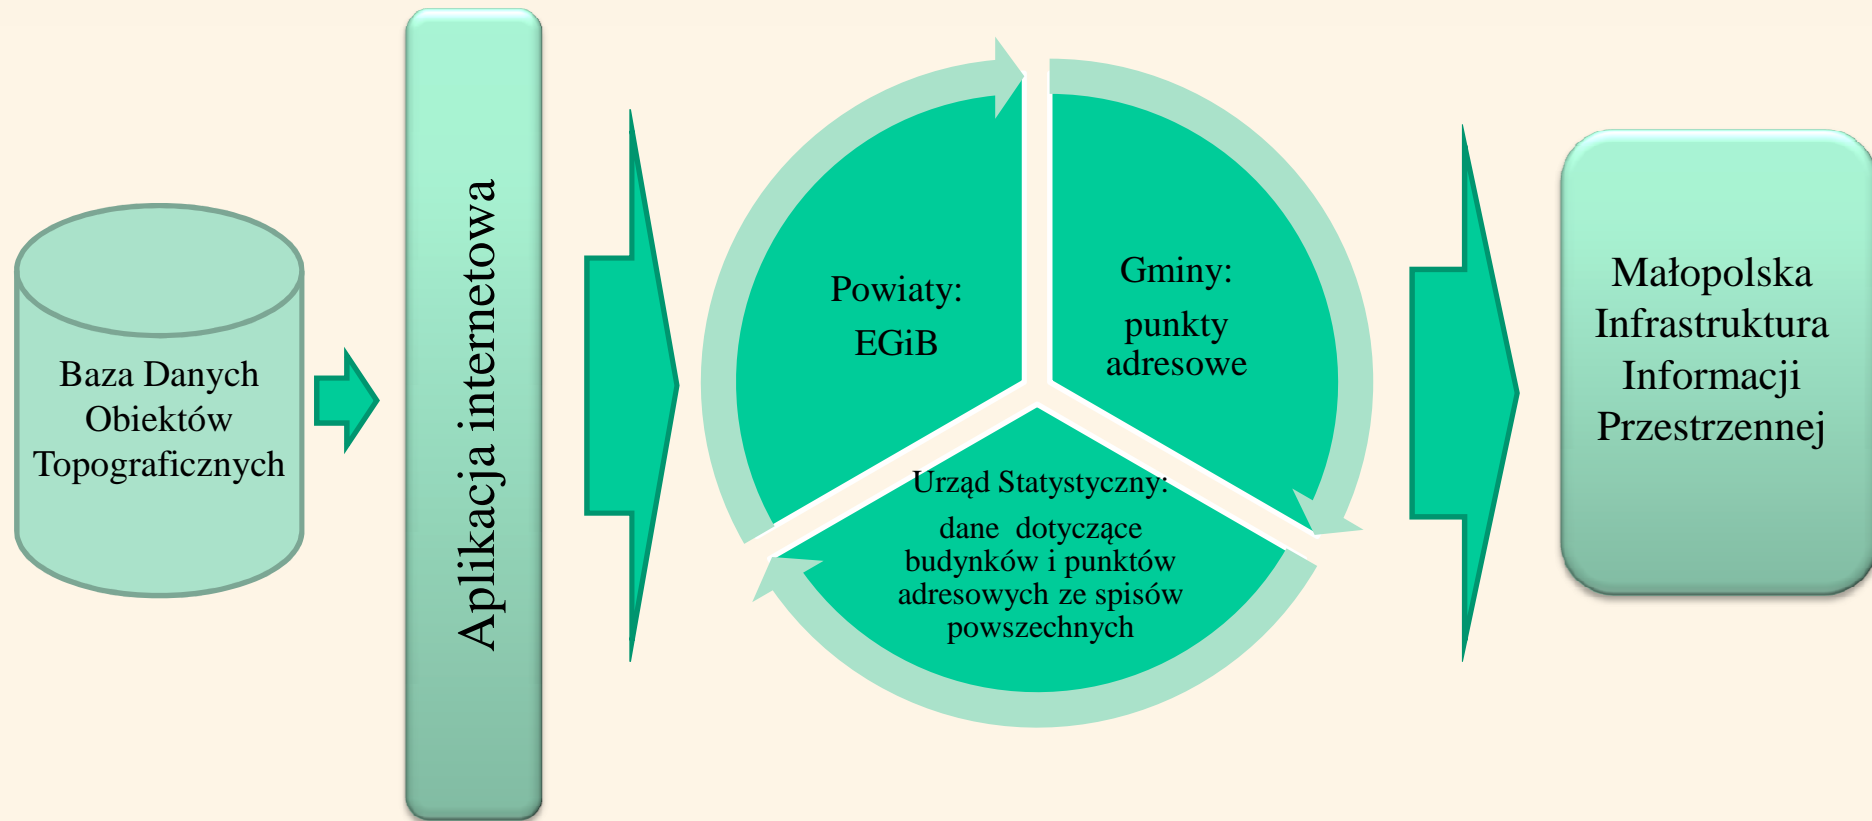 Baza Danych
Obiektów
Topograficznych
Aplikacja internetowa
Powiaty:
EGiB
Gminy:
punkty
adresowe
Urząd Statystyczny:
dane dotyczące
budynków i punktów
adresowych ze spisów
powszechnych
Małopolska
Infrastruktura
Informacji
Przestrzennej